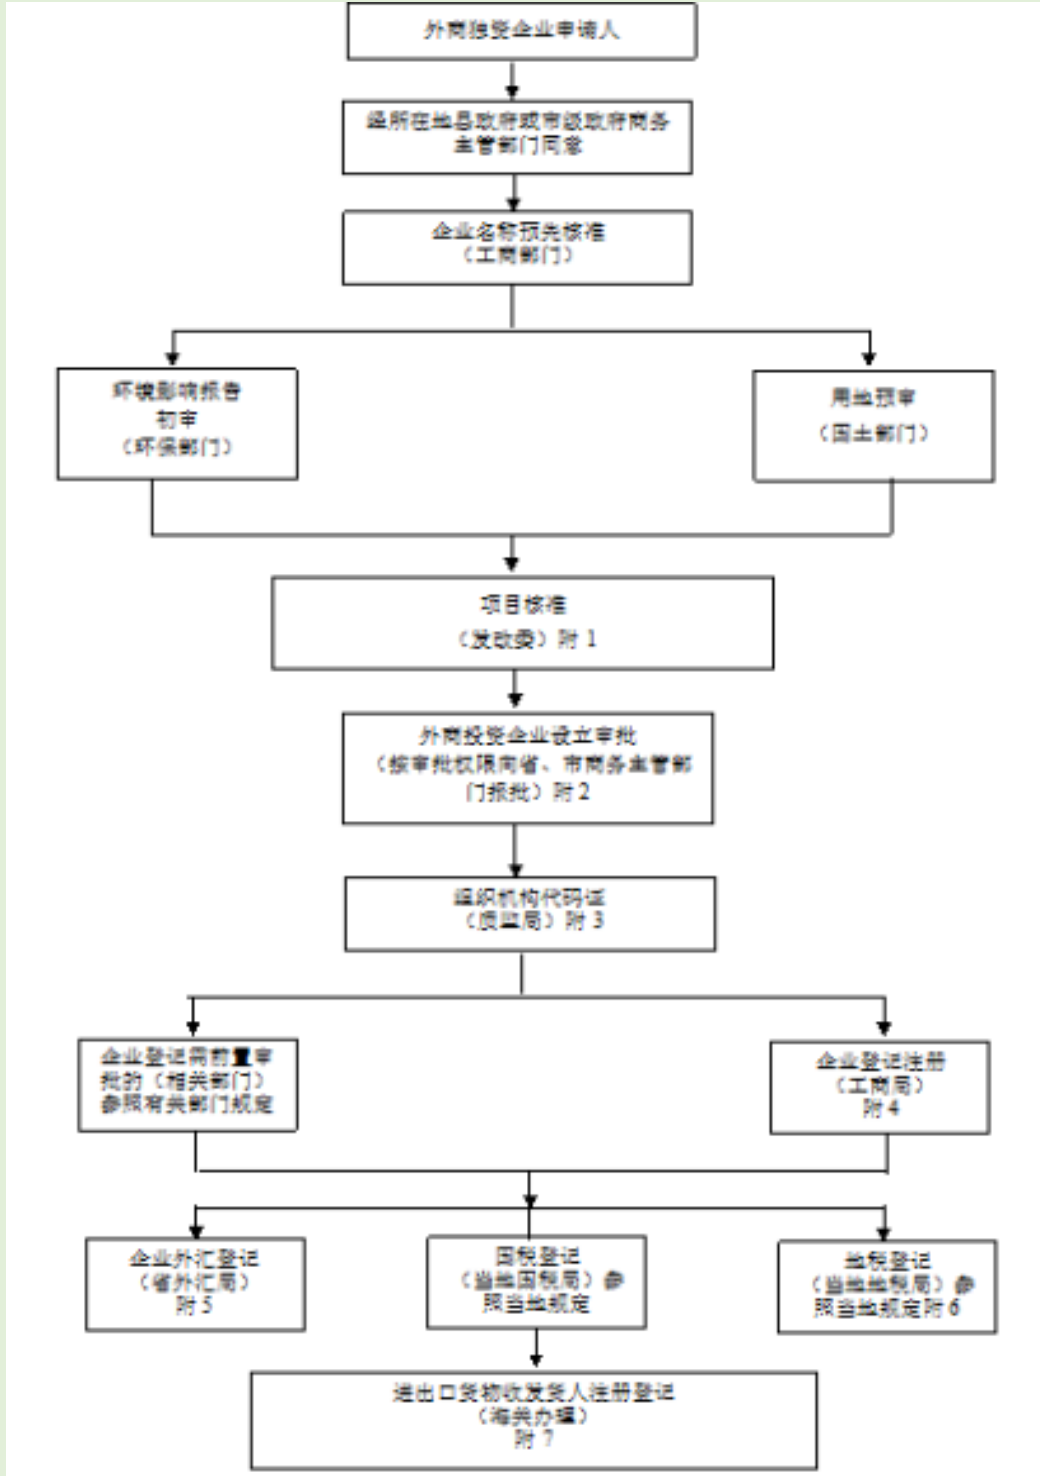 外商独资企业申请人
经所在地县政府或市级政府商务
主管部门同意
企业名称预先核准
（工商部门）
环境影响报告
初审
（环保部门）
用地预审
（国土部门）
项目核准
（发改委）附 1
外商投资企业设立审批
（按审批权限向省、市商务主管部
门报批）附 2
组织机构代码证
（质监局）附 3
企业登记需前置审
批的（相关部门）
参照有关部门规定
企业登记注册
（工商局）
附 4
企业外汇登记
（省外汇局）
附 5
国税登记
（当地国税局）参
照当地规定
地税登记
（当地地税局）参
照当地规定附 6
进出口货物收发货人注册登记
（海关办理）
附 7